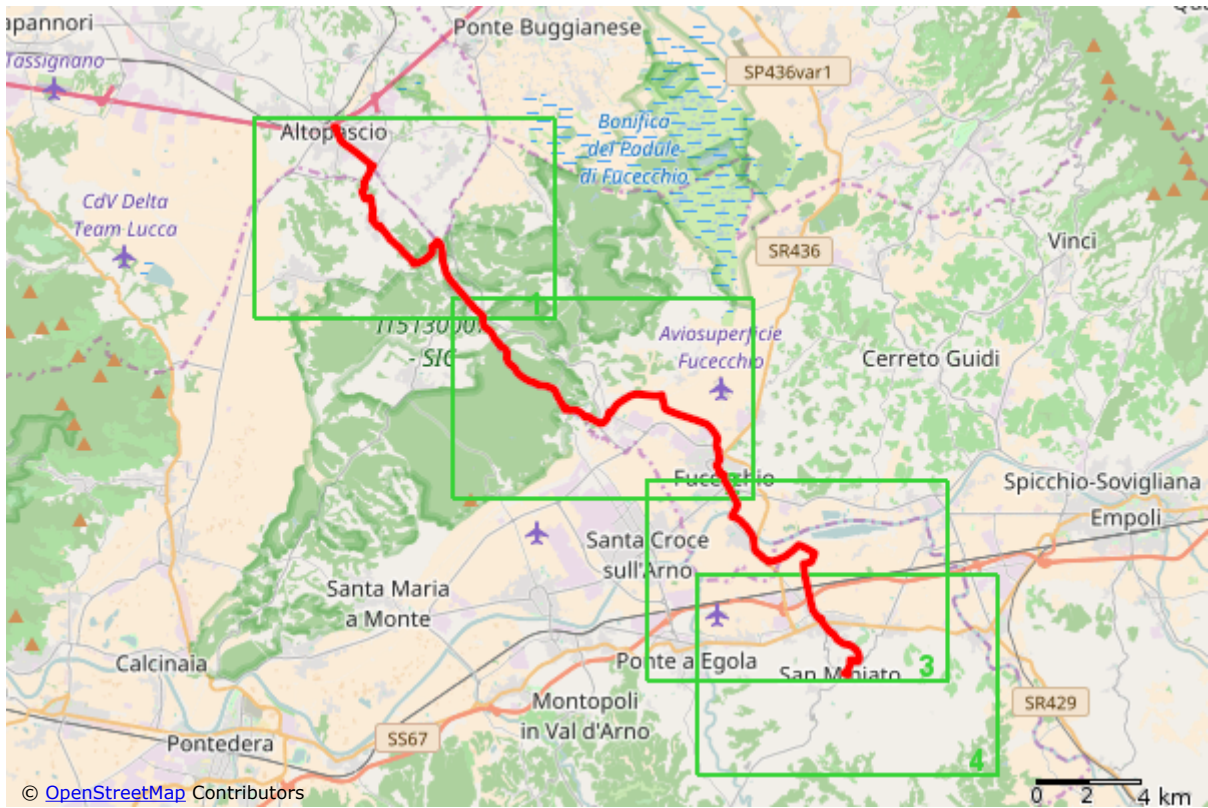 apannori
Ponte Buggianese
Tassignano
SP436var1
Altopascio
Bonifica
del Padule
di Fucecchio
CdV Delta
Team Lucca
SR436
Vinci
1
- SIC
Aviosuperficie
Fucecchio
Cerreto Guidi
Fucecchio
Spicchio-Sovigliana
Empoli
Santa Croce
sull'Arno
Santa Maria
a Monte
Calcinaia
Ponte a Egola
San Miniato
3
Montopoli
in Val d'Arno
SR429
Pontedera
SS67
4
© OpenStreetMap Contributors
0 2 4 km